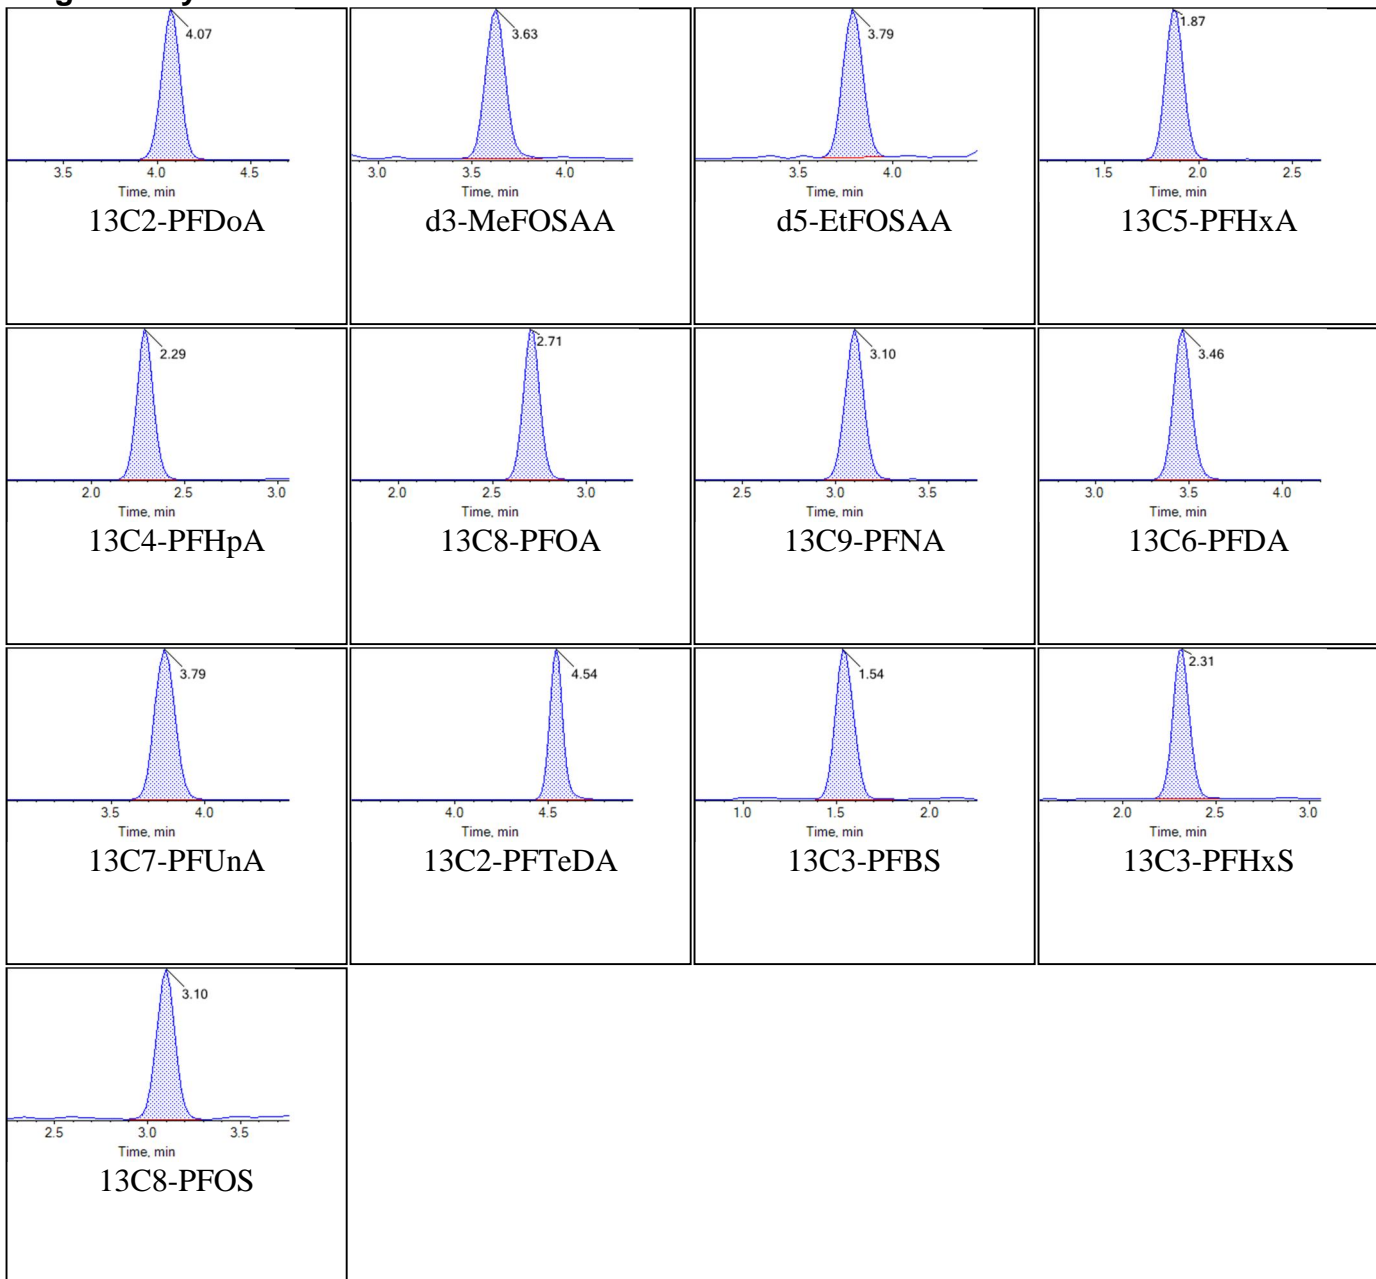 4.07
3.5 4.0 4.5
Time, min
13C2-PFDoA
3.63
3.0 3.5 4.0
Time, min
d3-MeFOSAA
3.79
3.5 4.0
Time, min
d5-EtFOSAA
1.87
1.5 2.0 2.5
Time, min
13C5-PFHxA
2.29
2.0 2.5 3.0
Time, min
13C4-PFHpA
2.71
2.0 2.5 3.0
Time, min
13C8-PFOA
3.10
2.5 3.0 3.5
Time, min
13C9-PFNA
3.46
3.0 3.5 4.0
Time, min
13C6-PFDA
3.79
3.5 4.0
Time, min
13C7-PFUnA
4.54
4.0 4.5
Time, min
13C2-PFTeDA
1.54
1.0 1.5 2.0
Time, min
13C3-PFBS
2.31
2.0 2.5 3.0
Time, min
13C3-PFHxS
3.10
2.5 3.0 3.5
Time, min
13C8-PFOS